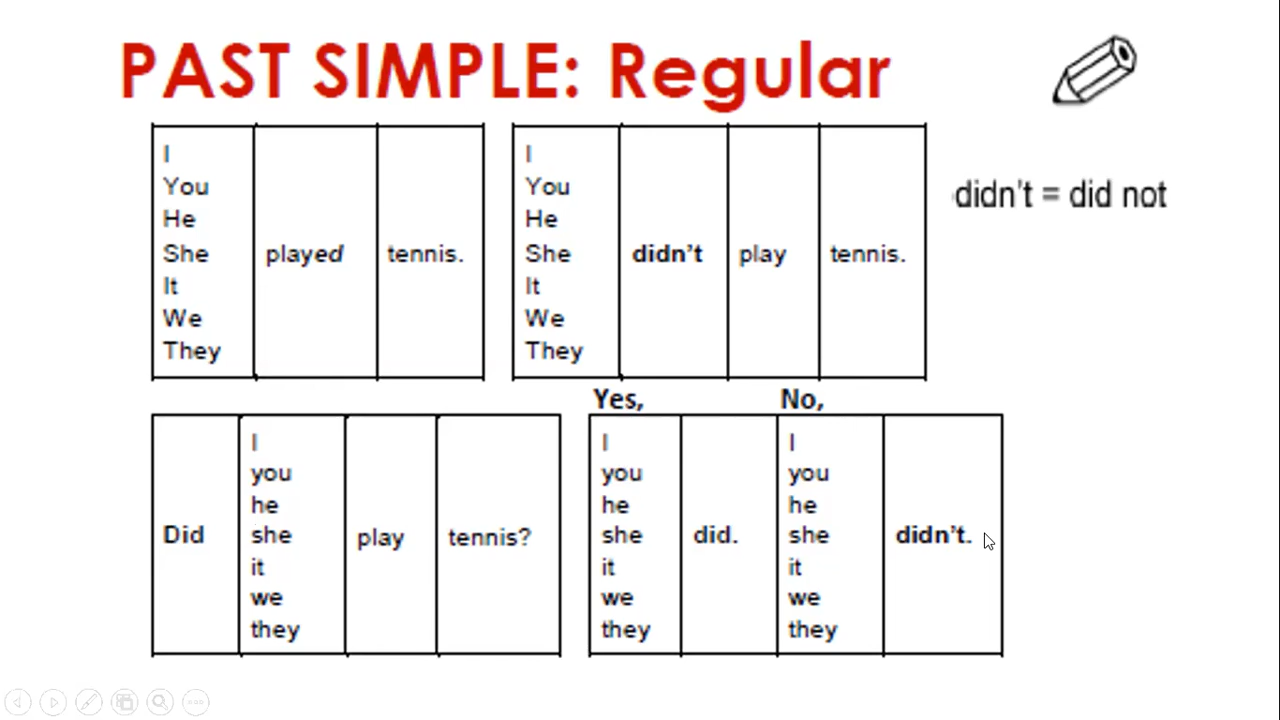 PAST SIMPLE: Regular
I
You
He
She
It
We
They
played
tennis.
I
You
He
She
It
We
They
didn't
play
tennis.
didn't = did not
Did
I
you
he
she
it
we
they
play
tennis?
Yes,
I
you
he
she
it
we
they
did.
No,
I
you
he
she
it
we
they
didn't.